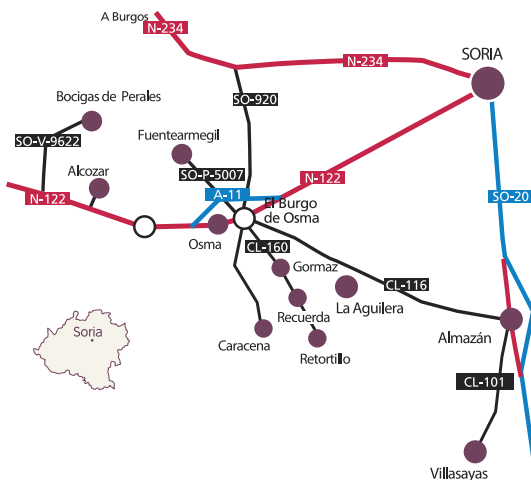 A Burgos
N-234
N-234
SORIA
Bocigas de Perales
SO-920
Fuentearmegil
SO-V-9622
SO-P-5007
Alcozar
N-122
A-11
N-122
SO-20
El Burgo
de Osma
Osma
CL-160
Gormaz
CL-116
La Aguilera
Recuerda
Caracena
Retortillo
Almazán
Soria
CL-101
Villasayas